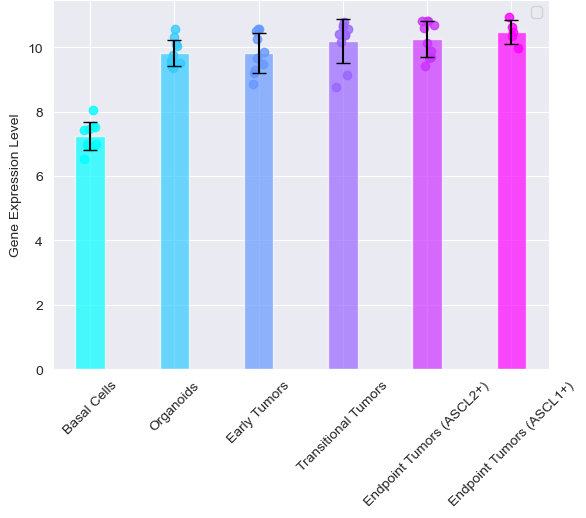 Gene Expression Level
10
8
6
4
2
0
Basal Cells
Organoids
Early Tumors
Transitional Tumors
Endpoint Tumors (ASCL2+)
Endpoint Tumors (ASCL1+)